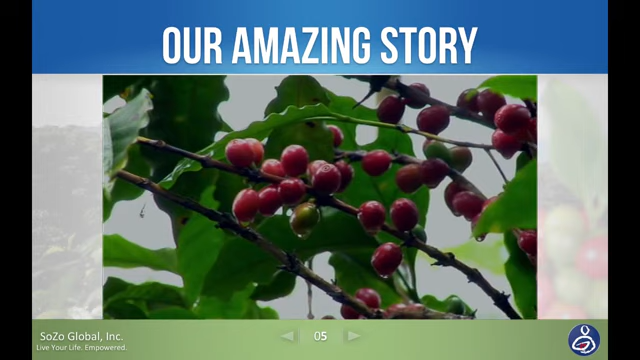 OUR AMAZING STORY
SoZo Global, Inc.
Live Your Life. Empowered.
05